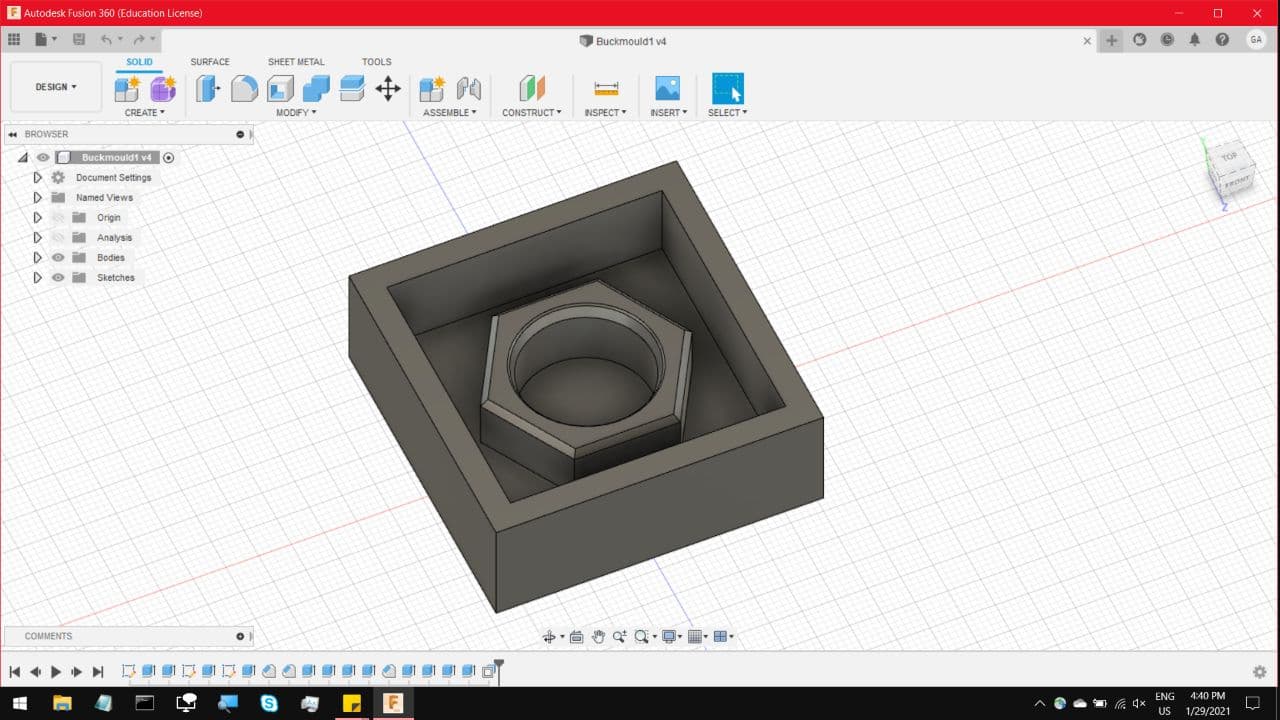 Autodesk Fusion 360 (Education License)
Buckmould1 v4
GA
SOLID SURFACE SHEET METAL TOOLS
DESIGN
CREATE MODIFY ASSEMBLE CONSTRUCT INSPECT INSERT SELECT
BROWSER
Buckmould1 v4
Document Settings
Named Views
Origin
Analysis
Bodies
Sketches
TOP
FRONT
Z
COMMENTS
ENG 4:40 PM
US 1/29/2021